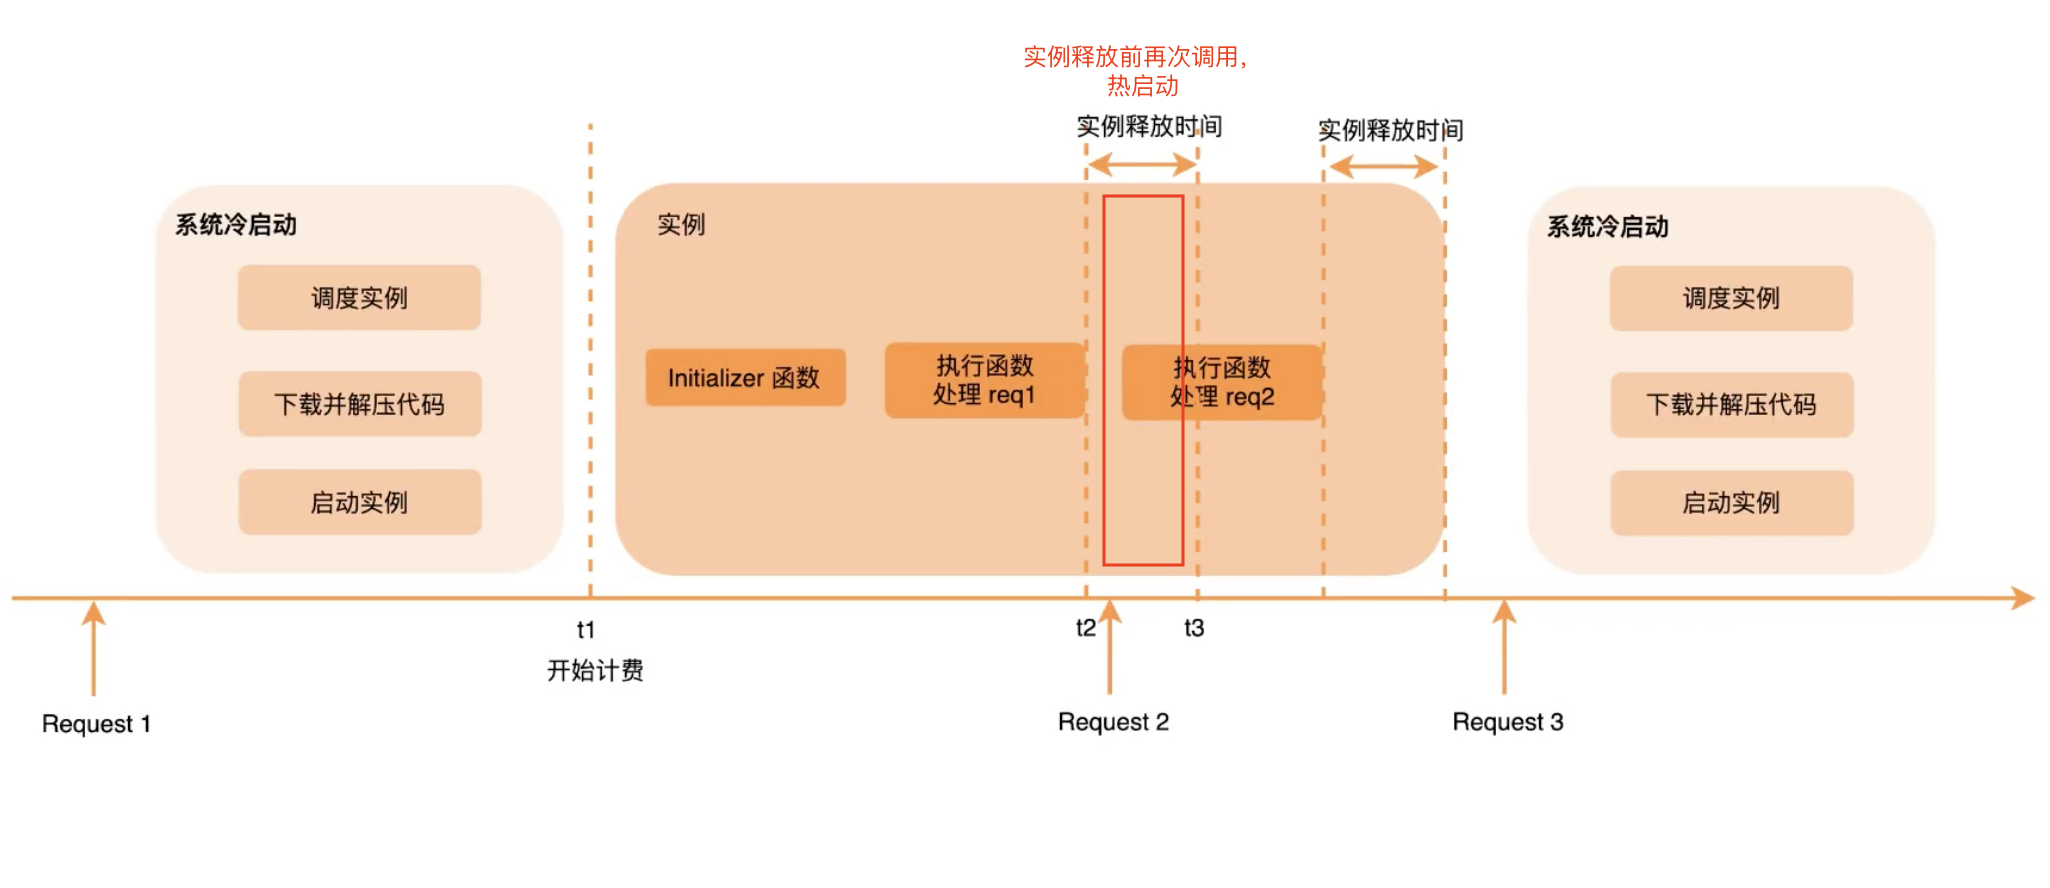 实例释放前再次调用，
热启动
实例释放时间
实例释放时间
系统冷启动
调度实例
下载并解压代码
启动实例
实例
Initializer 函数
执行函数
处理 req1
执行函数
处理 req2
系统冷启动
调度实例
下载并解压代码
启动实例
t1
t2
t3
开始计费
Request 1
Request 2
Request 3